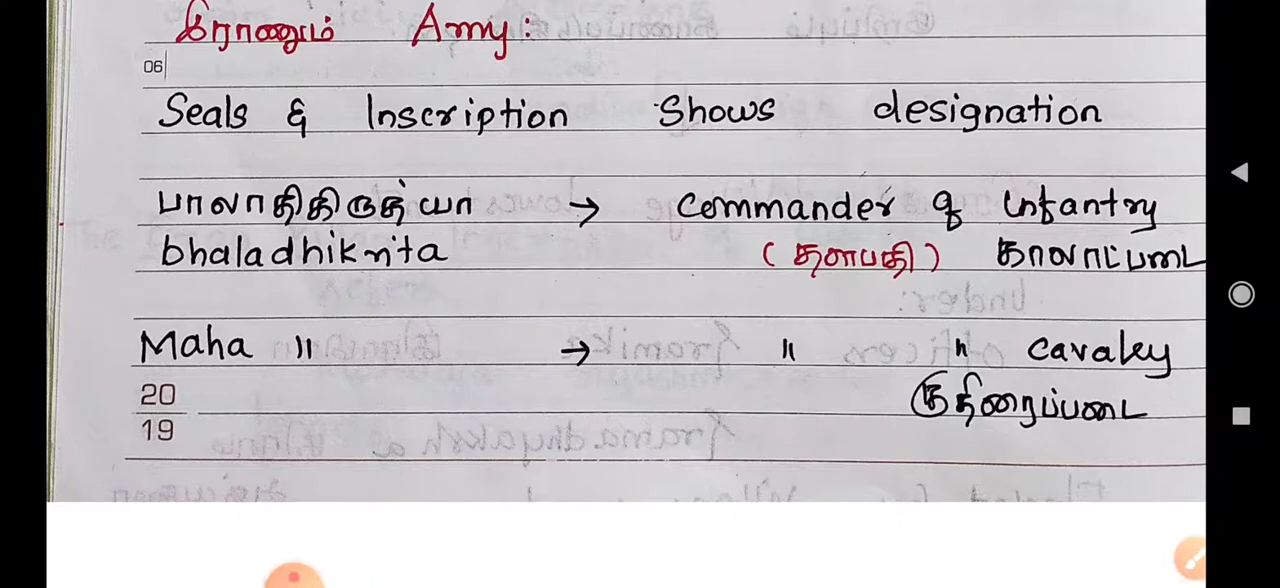 இராணுவம் Army:
06
Seals & Inscription Shows designation
பாலாதிகிருத்யா → Commander of Infantry
bhaladhikrita (தளபதி) காலாட்படை
Maha " → " " cavalry
குதிரைப்படை
20
19